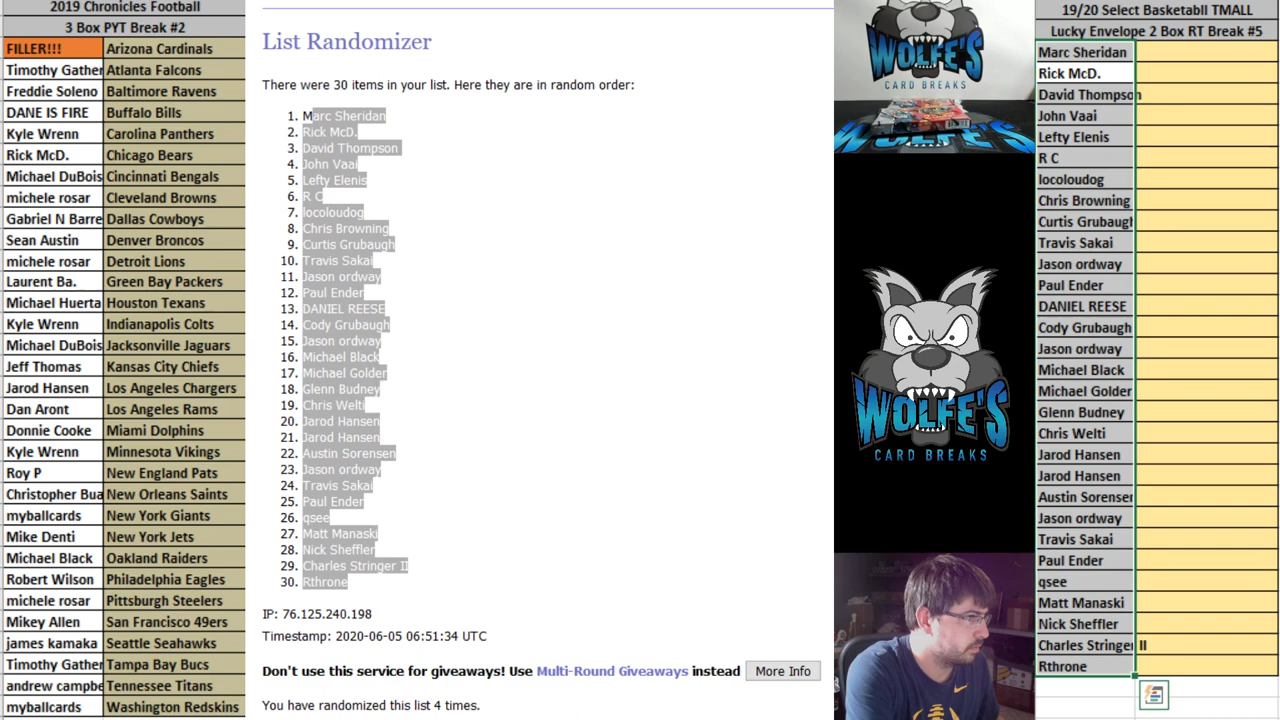 2019 Chronicles Football
3 Box PYT Break #2
FILLER!!! Arizona Cardinals
Timothy Gather Atlanta Falcons
Freddie Soleno Baltimore Ravens
DANE IS FIRE Buffalo Bills
Kyle Wrenn Carolina Panthers
Rick McD. Chicago Bears
Michael DuBois Cincinnati Bengals
michele rosar Cleveland Browns
Gabriel N Barre Dallas Cowboys
Sean Austin Denver Broncos
michele rosar Detroit Lions
Laurent Ba. Green Bay Packers
Michael Huerta Houston Texans
Kyle Wrenn Indianapolis Colts
Michael DuBois Jacksonville Jaguars
Jeff Thomas Kansas City Chiefs
Jarod Hansen Los Angeles Chargers
Dan Aront Los Angeles Rams
Donnie Cooke Miami Dolphins
Kyle Wrenn Minnesota Vikings
Roy P New England Pats
Christopher Bua New Orleans Saints
myballcards New York Giants
Mike Denti New York Jets
Michael Black Oakland Raiders
Robert Wilson Philadelphia Eagles
michele rosar Pittsburgh Steelers
Mikey Allen San Francisco 49ers
james kamaka Seattle Seahawks
Timothy Gather Tampa Bay Bucs
andrew campbe Tennessee Titans
myballcards Washington Redskins
List Randomizer
There were 30 items in your list. Here they are in random order:
1. Marc Sheridan
2. Rick McD.
3. David Thompson
4. John Vaai
5. Lefty Elenis
6. R C
7. locoloudog
8. Chris Browning
9. Curtis Grubaugh
10. Travis Sakai
11. Jason ordway
12. Paul Ender
13. DANIEL REESE
14. Cody Grubaugh
15. Jason ordway
16. Michael Black
17. Michael Golder
18. Glenn Budney
19. Chris Welti
20. Jarod Hansen
21. Jarod Hansen
22. Austin Sorensen
23. Jason ordway
24. Travis Sakai
25. Paul Ender
26. qsee
27. Matt Manaski
28. Nick Sheffler
29. Charles Stringer II
30. Rthrone
IP: 76.125.240.198
Timestamp: 2020-06-05 06:51:34 UTC
Don't use this service for giveaways! Use Multi-Round Giveaways instead More Info
You have randomized this list 4 times.
WOLFE'S
CARD BREAKS
WOLFE'S
CARD BREAKS
19/20 Select Basketabll TMALL
Lucky Envelope 2 Box RT Break #5
Marc Sheridan
Rick McD.
David Thompson
John Vaai
Lefty Elenis
R C
locoloudog
Chris Browning
Curtis Grubaugh
Travis Sakai
Jason ordway
Paul Ender
DANIEL REESE
Cody Grubaugh
Jason ordway
Michael Black
Michael Golder
Glenn Budney
Chris Welti
Jarod Hansen
Jarod Hansen
Austin Sorensen
Jason ordway
Travis Sakai
Paul Ender
qsee
Matt Manaski
Nick Sheffler
Charles Stringer II
Rthrone